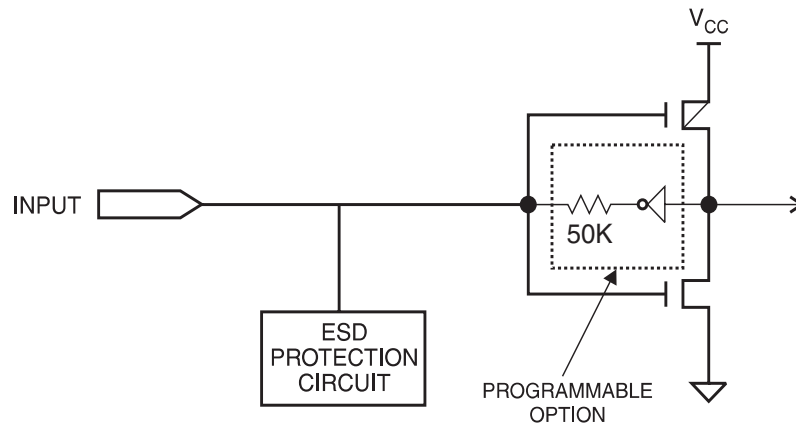 VCC
INPUT
50K
ESD
PROTECTION
CIRCUIT
PROGRAMMABLE
OPTION